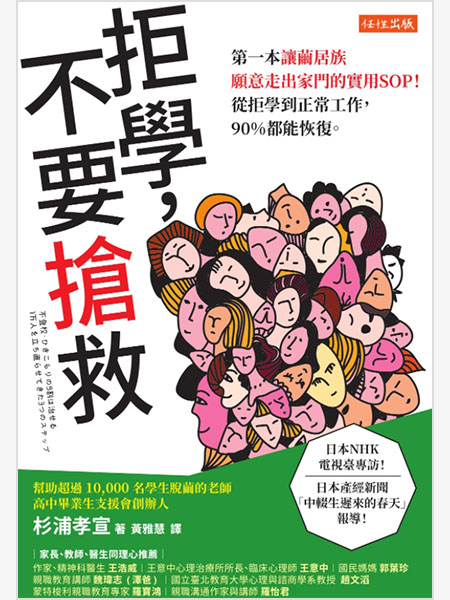 任性出版
拒學，
不要搶救
不登校・ひきこもりの9割は治せる
1万人を立ち直らせてきた3つのステップ
第一本讓繭居族
願意走出家門的實用SOP！
從拒學到正常工作，
90%都能恢復。
日本NHK
電視臺專訪！
日本產經新聞
「中輟生遲來的春天」
報導！
幫助超過 10,000 名學生脫繭的老師
高中畢業生支援會創辦人
杉浦孝宣 著 黃雅慧 譯
｜家長、教師、醫生同理心推薦｜
作家、精神科醫生 王浩威｜王意中心理治療所所長、臨床心理師 王意中｜國民媽媽 郭葉珍
親職教育講師 魏瑋志（澤爸）｜國立臺北教育大學心理與諮商學系教授 趙文滔
蒙特梭利親職教育專家 羅寶鴻｜親職溝通作家與講師 羅怡君